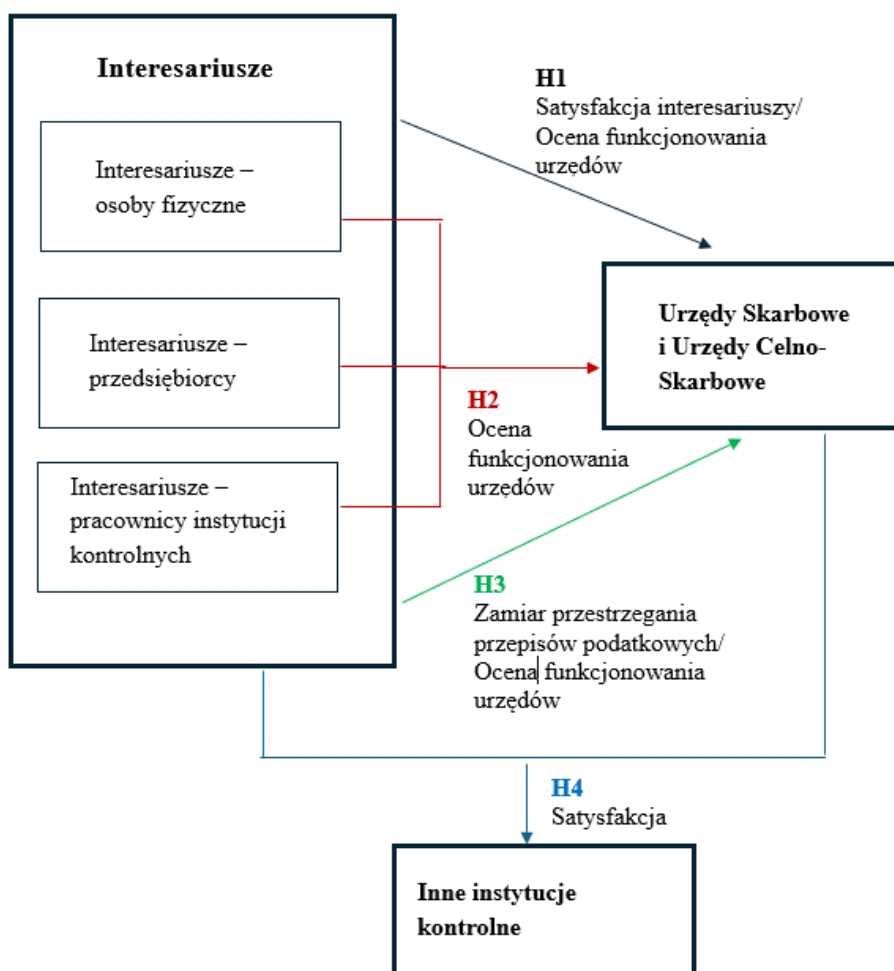 Interesariusze
Interesariusze –
osoby fizyczne
Interesariusze –
przedsiębiorcy
Interesariusze –
pracownicy instytucji
kontrolnych
H1
Satysfakcja interesariuszy/
Ocena funkcjonowania
urzędów
Urzędy Skarbowe
i Urzędy Celno-
Skarbowe
H2
Ocena
funkcjonowania
urzędów
H3
Zamiar przestrzegania
przepisów podatkowych/
Ocena funkcjonowania
urzędów
H4
Satysfakcja
Inne instytucje
kontrolne